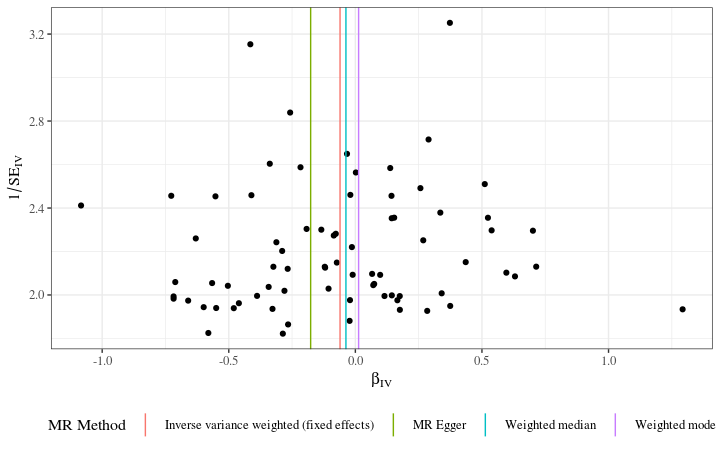 3.2
2.8
2.4
2.0
1/SE_IV
-1.0 -0.5 0.0 0.5 1.0
β_IV
MR Method Inverse variance weighted (fixed effects) MR Egger Weighted median Weighted mode